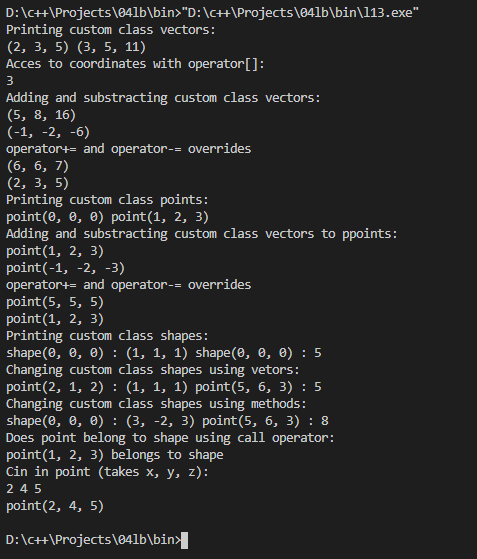 D:\c++\Projects\04lb\bin>"D:\c++\Projects\04lb\bin\l13.exe"
Printing custom class vectors:
(2, 3, 5) (3, 5, 11)
Acces to coordinates with operator[]:
3
Adding and substracting custom class vectors:
(5, 8, 16)
(-1, -2, -6)
operator+= and operator-= overrides
(6, 6, 7)
(2, 3, 5)
Printing custom class points:
point(0, 0, 0) point(1, 2, 3)
Adding and substracting custom class vectors to ppoints:
point(1, 2, 3)
point(-1, -2, -3)
operator+= and operator-= overrides
point(5, 5, 5)
point(1, 2, 3)
Printing custom class shapes:
shape(0, 0, 0) : (1, 1, 1) shape(0, 0, 0) : 5
Changing custom class shapes using vetors:
point(2, 1, 2) : (1, 1, 1) point(5, 6, 3) : 5
Changing custom class shapes using methods:
shape(0, 0, 0) : (3, -2, 3) point(5, 6, 3) : 8
Does point belong to shape using call operator:
point(1, 2, 3) belongs to shape
Cin in point (takes x, y, z):
2 4 5
point(2, 4, 5)
D:\c++\Projects\04lb\bin>